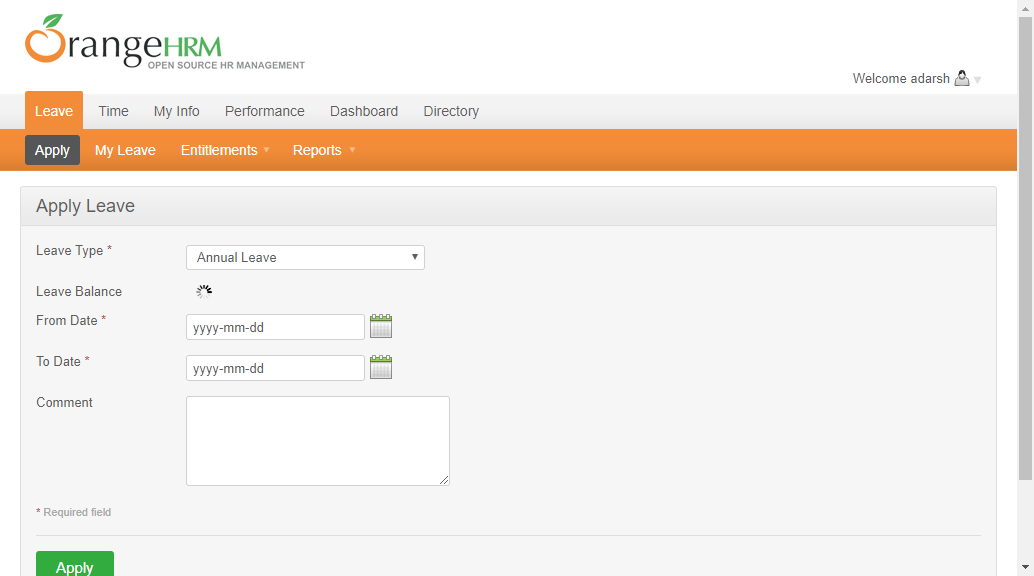 OrangeHRM
OPEN SOURCE HR MANAGEMENT
Welcome adarsh
Leave Time My Info Performance Dashboard Directory
Apply My Leave Entitlements Reports
Apply Leave
Leave Type * Annual Leave
Leave Balance
From Date * yyyy-mm-dd
To Date * yyyy-mm-dd
Comment
* Required field
Apply